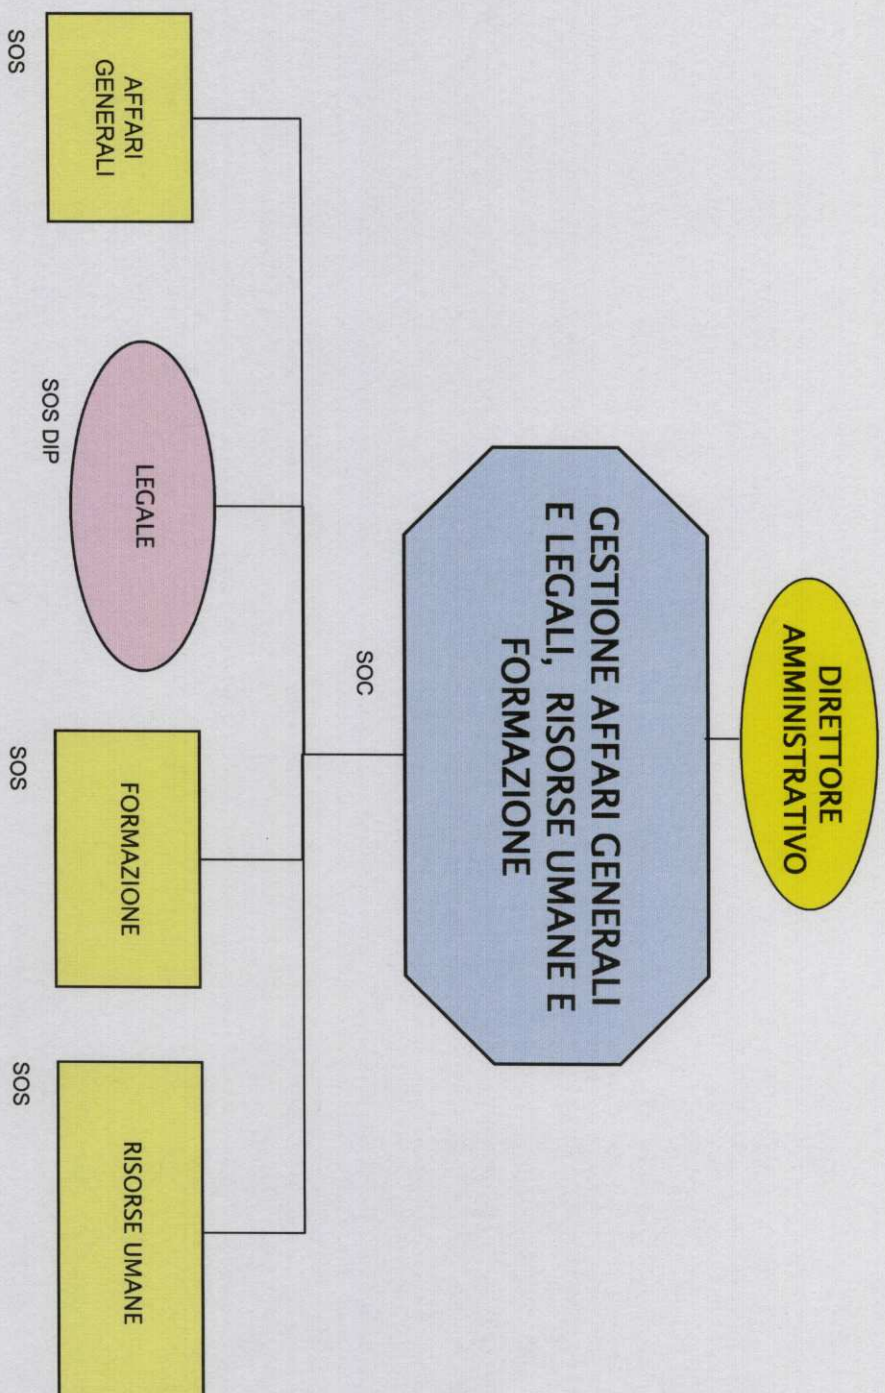 DIRETTORE
AMMINISTRATIVO
GESTIONE AFFARI GENERALI
E LEGALI, RISORSE UMANE E
FORMAZIONE
SOC
AFFARI
GENERALI
SOS
LEGALE
SOS DIP
FORMAZIONE
SOS
RISORSE UMANE
SOS